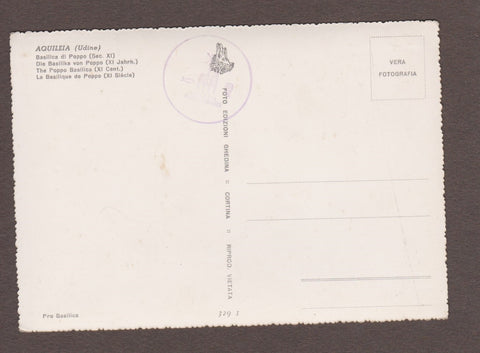 AQUILEIA (Udine)
Basilica di Poppo (Sec. XI)
Die Basilika von Poppo (XI Jahrh.)
The Poppo Basilica (XI Cent.)
La Basilique de Poppo (XI Siècle)
VERA
FOTOGRAFIA
FOTO EDIZIONI GHEDINA = CORTINA = RIPROD. VIETATA
Pro Basilica
329 I